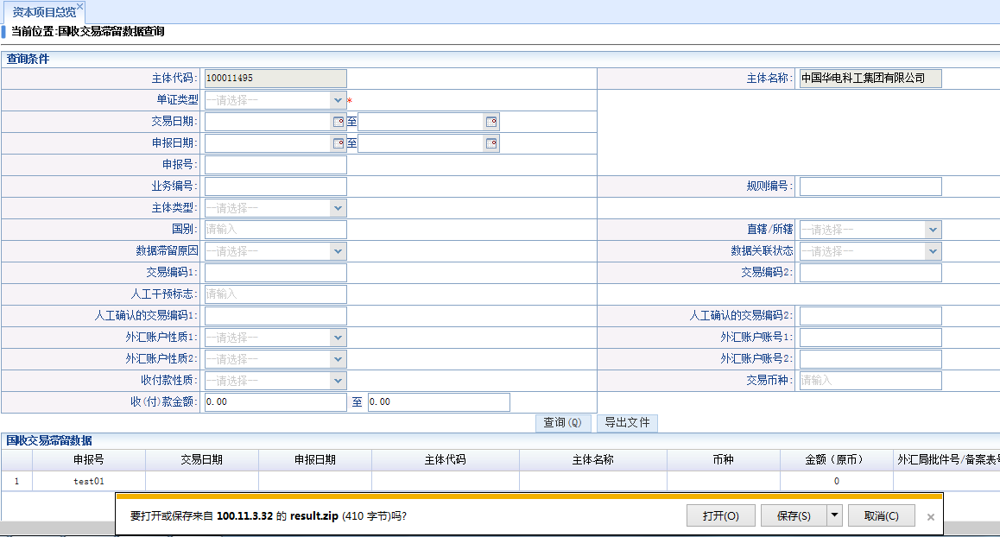 资本项目总览
当前位置:国收交易滞留数据查询
查询条件
主体代码: 100011495 主体名称: 中国华电科工集团有限公司
单证类型 --请选择-- *
交易日期: 至
申报日期: 至
申报号:
业务编号: 规则编号:
主体类型: --请选择--
国别: 请输入 直辖/所辖 --请选择--
数据滞留原因 --请选择-- 数据关联状态 --请选择--
交易编码1: 交易编码2:
人工干预标志: 请输入
人工确认的交易编码1: 人工确认的交易编码2:
外汇账户性质1: --请选择-- 外汇账户账号1:
外汇账户性质2: --请选择-- 外汇账户账号2:
收付款性质: --请选择-- 交易币种: 请输入
收(付)款金额: 0.00 至 0.00
查询(Q) 导出文件
国收交易滞留数据
申报号 交易日期 申报日期 主体代码 主体名称 币种 金额（原币） 外汇局批件号/备案表号
1 test01 0
要打开或保存来自 100.11.3.32 的 result.zip (410 字节)吗? 打开(O) 保存(S) 取消(C)